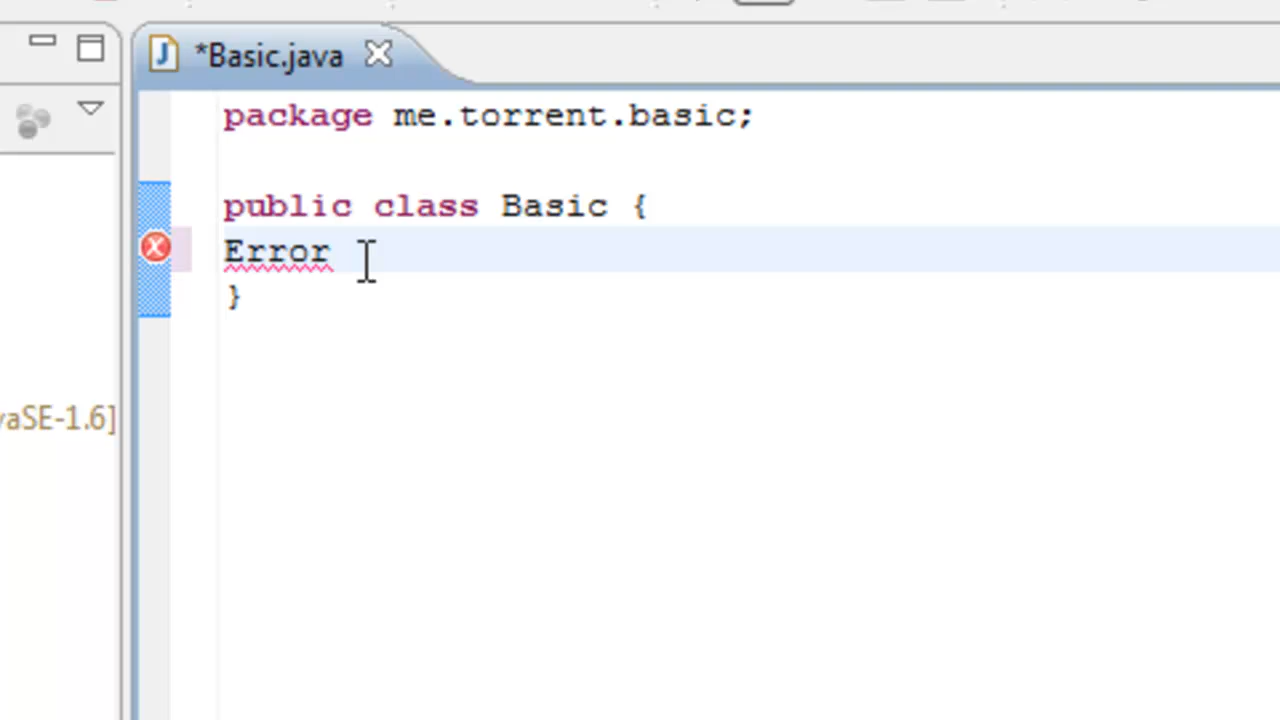 *Basic.java
package me.torrent.basic;
public class Basic {
Error
}
vaSE-1.6]